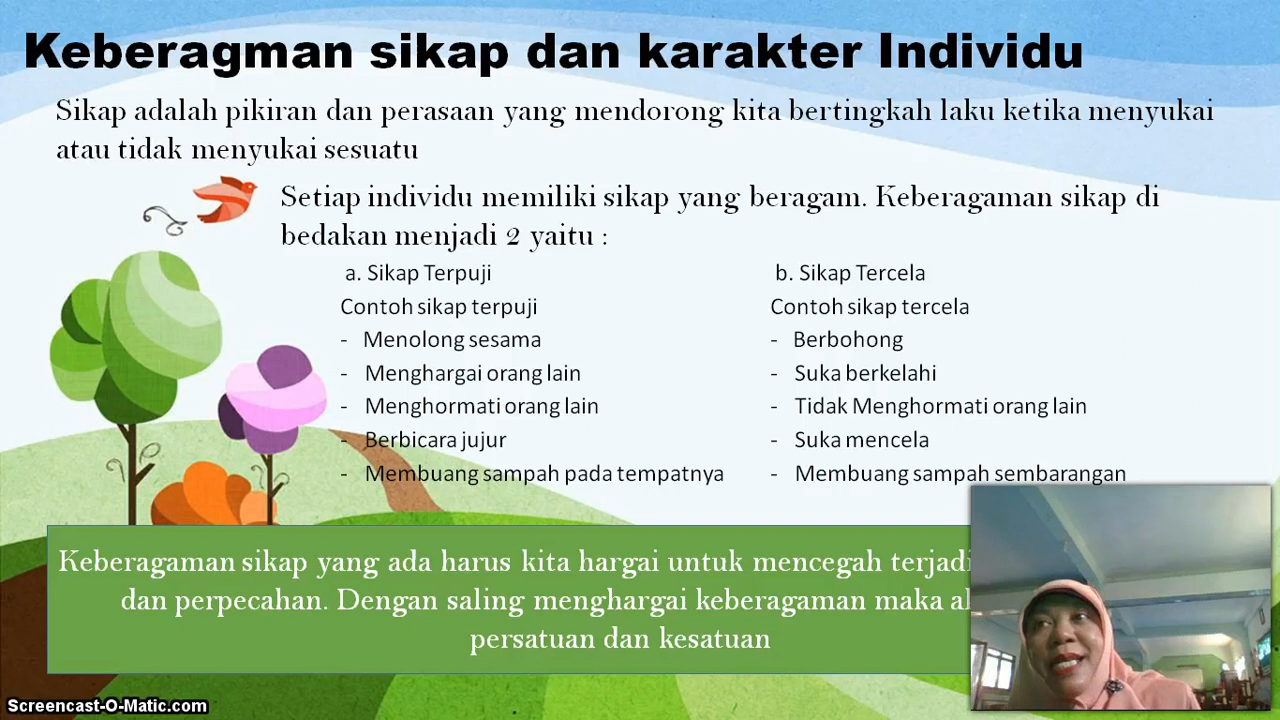 Keberagman sikap dan karakter Individu
Sikap adalah pikiran dan perasaan yang mendorong kita bertingkah laku ketika menyukai
atau tidak menyukai sesuatu
Setiap individu memiliki sikap yang beragam. Keberagaman sikap di
bedakan menjadi 2 yaitu :
a. Sikap Terpuji
Contoh sikap terpuji
- Menolong sesama
- Menghargai orang lain
- Menghormati orang lain
- Berbicara jujur
- Membuang sampah pada tempatnya
b. Sikap Tercela
Contoh sikap tercela
- Berbohong
- Suka berkelahi
- Tidak Menghormati orang lain
- Suka mencela
- Membuang sampah sembarangan
Keberagaman sikap yang ada harus kita hargai untuk mencegah
dan perpecahan. Dengan saling menghargai keberagaman maka
persatuan dan kesatuan
Screencast-O-Matic.com